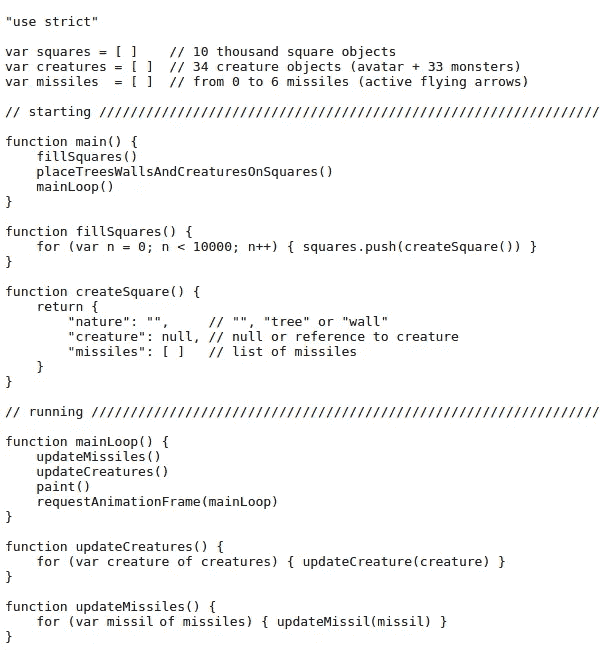 "use strict"
var squares = [ ]    // 10 thousand square objects
var creatures = [ ]  // 34 creature objects (avatar + 33 monsters)
var missiles  = [ ]  // from 0 to 6 missiles (active flying arrows)
// starting /////////////////////////////////////////////////////////////////
function main() {
    fillSquares()
    placeTreesWallsAndCreaturesOnSquares()
    mainLoop()
}
function fillSquares() {
    for (var n = 0; n < 10000; n++) { squares.push(createSquare()) }
}
function createSquare() {
    return {
        "nature": "",     // "", "tree" or "wall"
        "creature": null, // null or reference to creature
        "missiles": [ ]   // list of missiles
    }
}
// running //////////////////////////////////////////////////////////////////
function mainLoop() {
    updateMissiles()
    updateCreatures()
    paint()
    requestAnimationFrame(mainLoop)
}
function updateCreatures() {
    for (var creature of creatures) { updateCreature(creature) }
}
function updateMissiles() {
    for (var missil of missiles) { updateMissil(missil) }
}